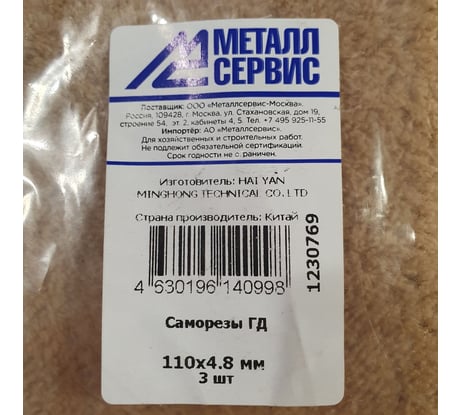 МЕТАЛЛ
СЕРВИС
Поставщик: ООО «Металлсервис-Москва».
Россия, 109428, г. Москва, ул. Стахановская, дом 19,
строение 54, эт. 2, кабинеты 4, 5. Тел. +7 495 925-11-55
Импортёр: АО «Металлсервис».
Для хозяйственных и строительных работ.
Не подлежит обязательной сертификации.
Срок годности не ограничен.
Изготовитель: HAI YAN
MINGHONG TECHNICAL CO. LTD
Страна производитель: Китай
4 630196 140998
1230769
Саморезы ГД
110x4.8 мм
3 шт